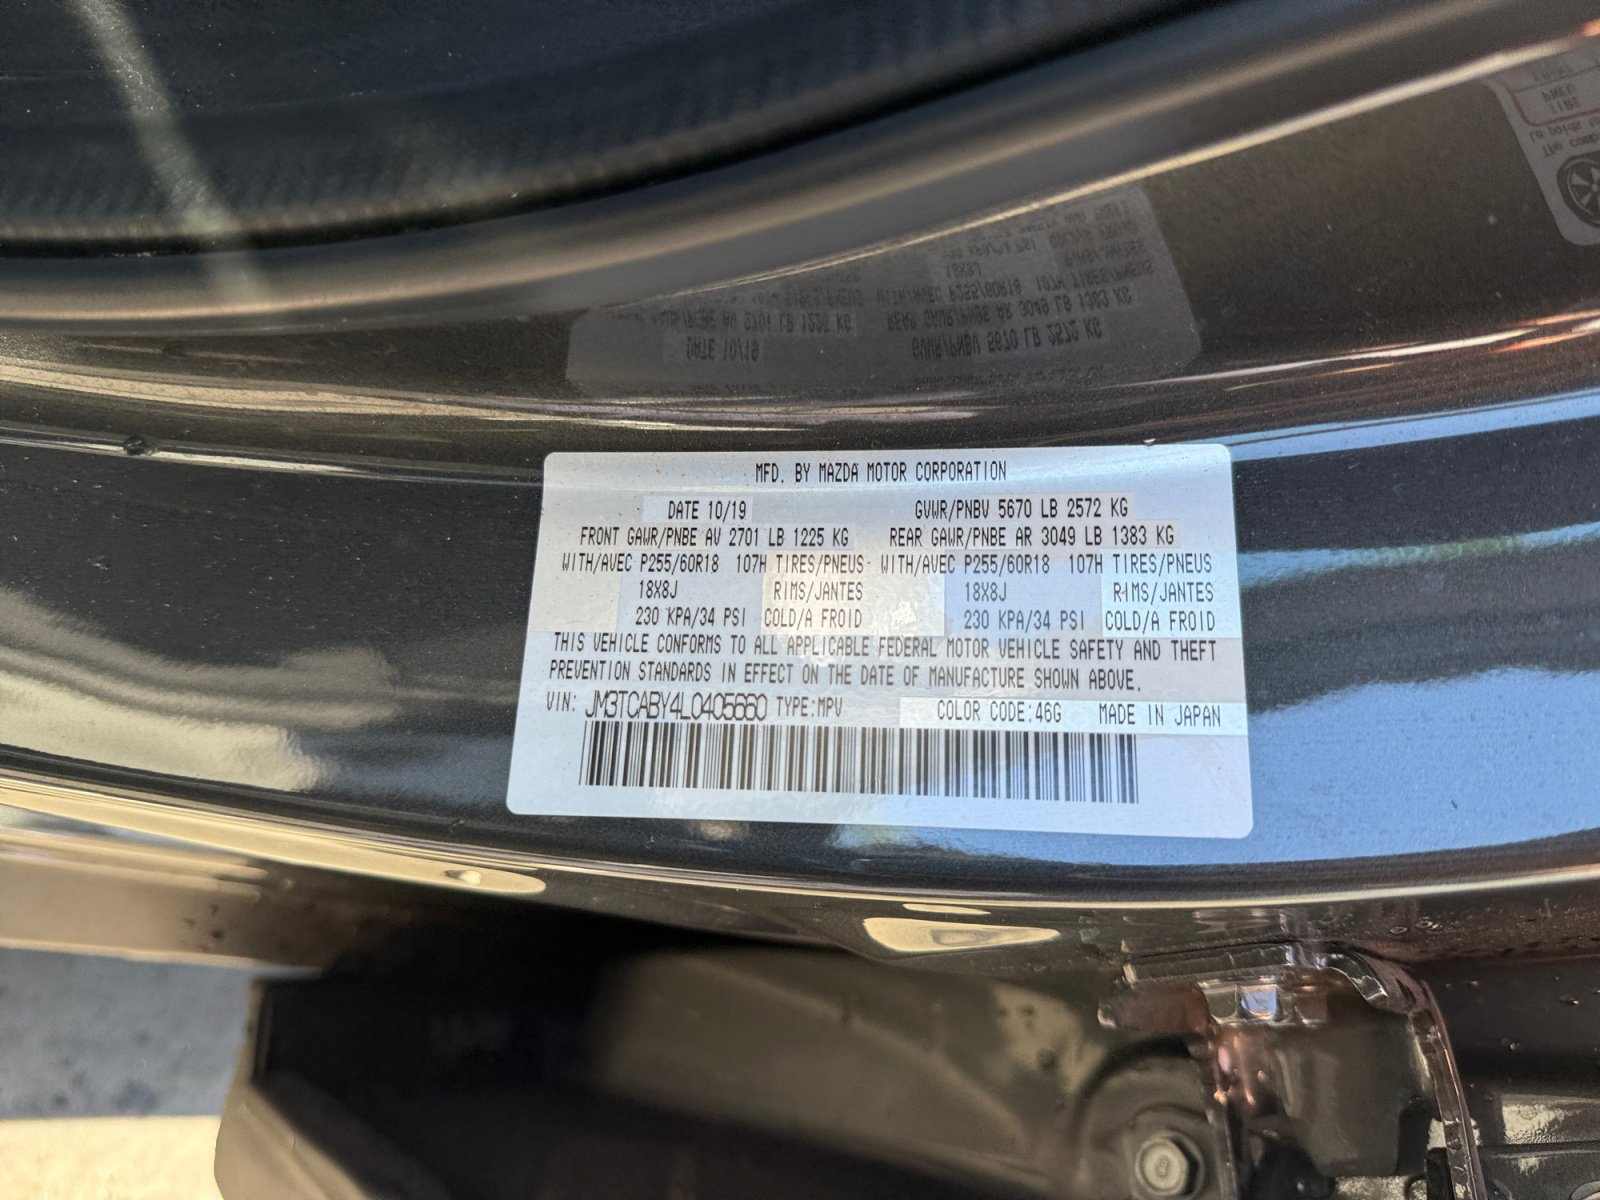 MFD. BY MAZDA MOTOR CORPORATION
DATE 10/19 GVWR/PNBV 5670 LB 2572 KG
FRONT GAWR/PNBE AV 2701 LB 1225 KG REAR GAWR/PNBE AR 3049 LB 1383 KG
WITH/AVEC P255/60R18 107H TIRES/PNEUS WITH/AVEC P255/60R18 107H TIRES/PNEUS
18X8J RIMS/JANTES 18X8J RIMS/JANTES
230 KPA/34 PSI COLD/A FROID 230 KPA/34 PSI COLD/A FROID
THIS VEHICLE CONFORMS TO ALL APPLICABLE FEDERAL MOTOR VEHICLE SAFETY AND THEFT
PREVENTION STANDARDS IN EFFECT ON THE DATE OF MANUFACTURE SHOWN ABOVE.
VIN: JM3TCABY4L0405660 TYPE:MPV COLOR CODE:46G MADE IN JAPAN